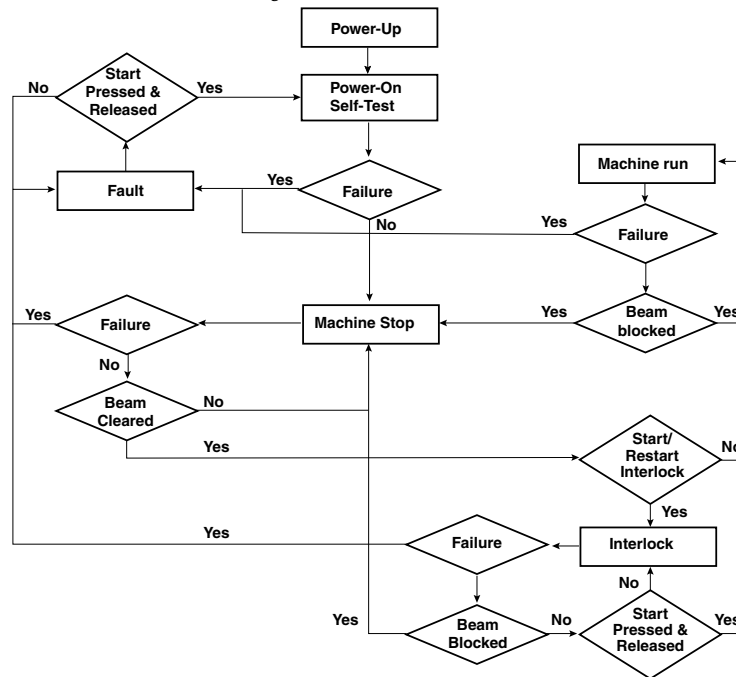 Power-Up
Start
Pressed &
Released
No
Yes
Power-On
Self-Test
Machine run
Fault
Yes
Failure
No
Yes
Failure
Yes
Failure
Machine Stop
Yes
Beam
blocked
Yes
No
Beam
Cleared
No
Yes
Start/
Restart
Interlock
No
Yes
Yes
Failure
Interlock
No
Yes
Beam
Blocked
No
Start
Pressed &
Released
Yes